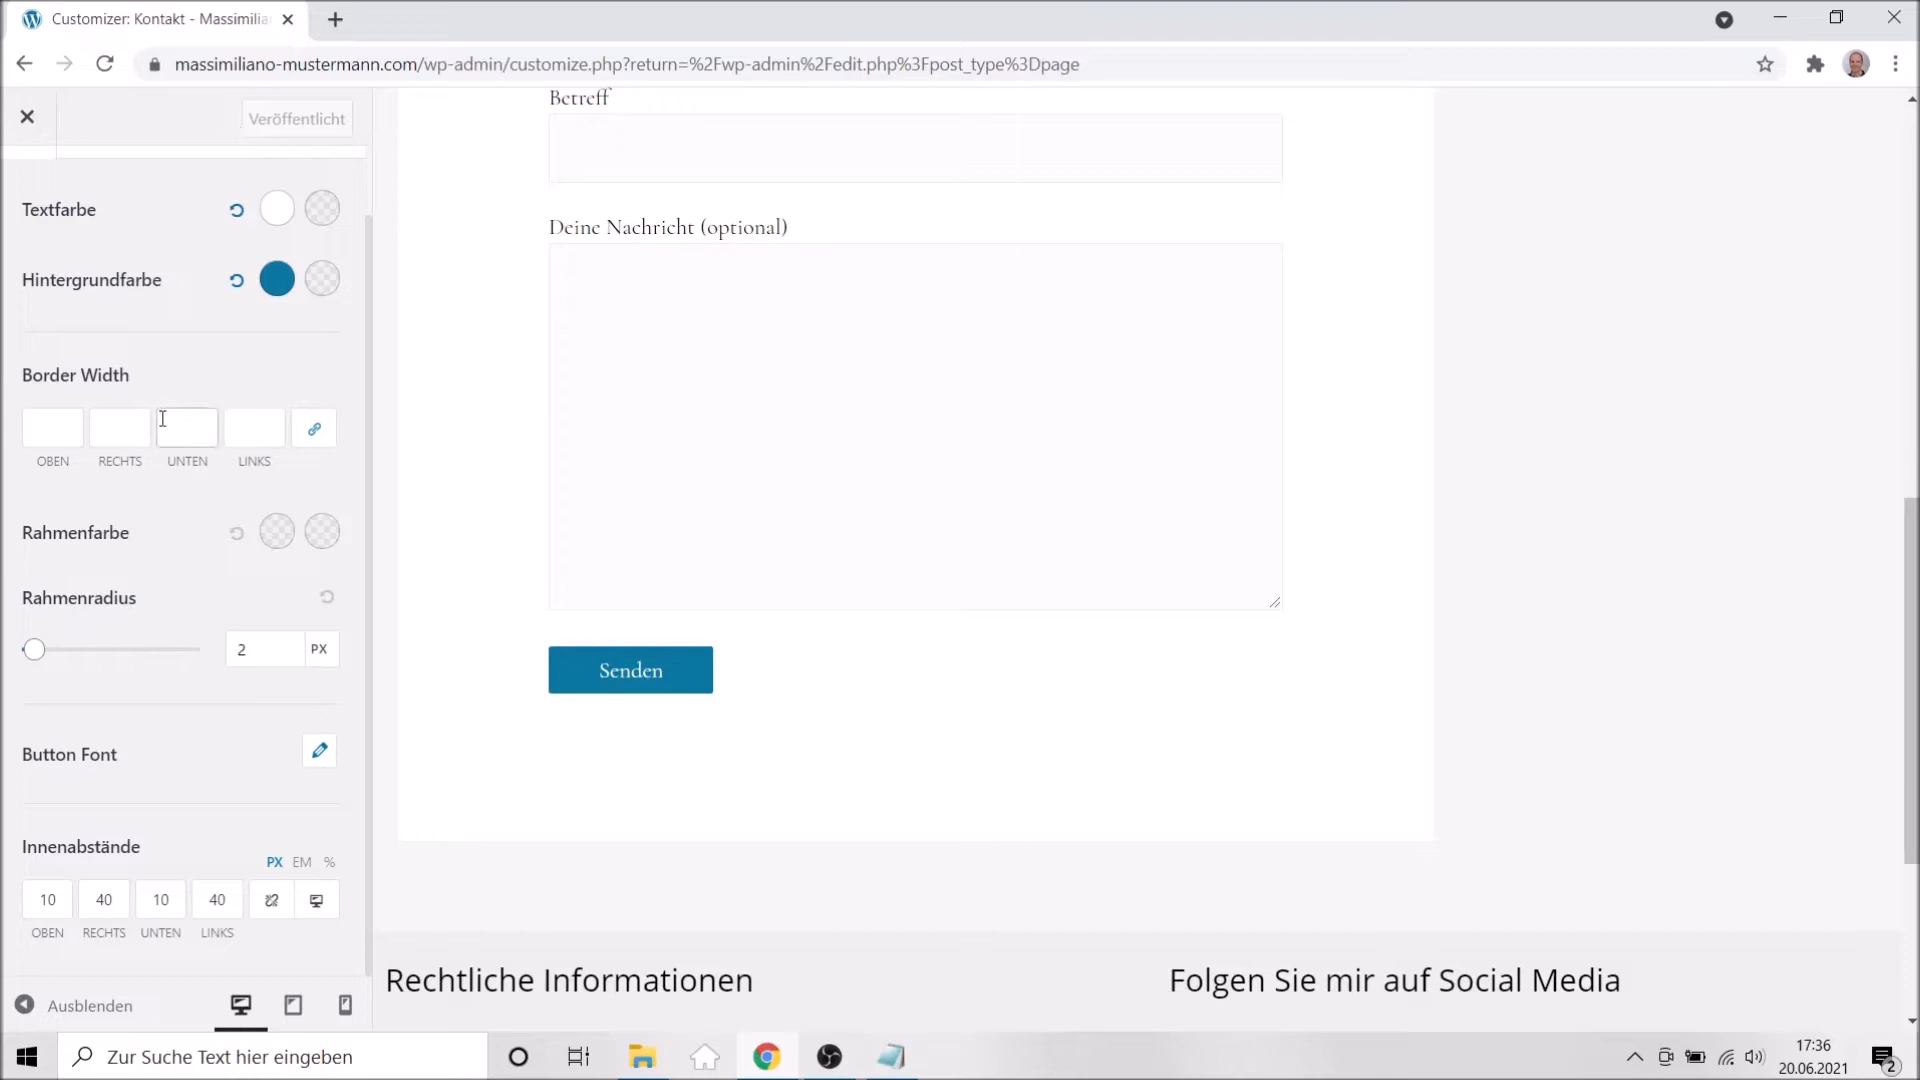 Customizer: Kontakt - Massimilia
massimiliano-mustermann.com/wp-admin/customize.php?return=%2Fwp-admin%2Fedit.php%3Fpost_type%3Dpage
Veröffentlicht
Textfarbe
Hintergrundfarbe
Border Width
OBEN RECHTS UNTEN LINKS
Rahmenfarbe
Rahmenradius
2 PX
Button Font
Innenabstände
PX EM %
10 40 10 40
OBEN RECHTS UNTEN LINKS
Ausblenden
Betreff
Deine Nachricht (optional)
Senden
Rechtliche Informationen
Folgen Sie mir auf Social Media
Zur Suche Text hier eingeben
17:36
20.06.2021
2